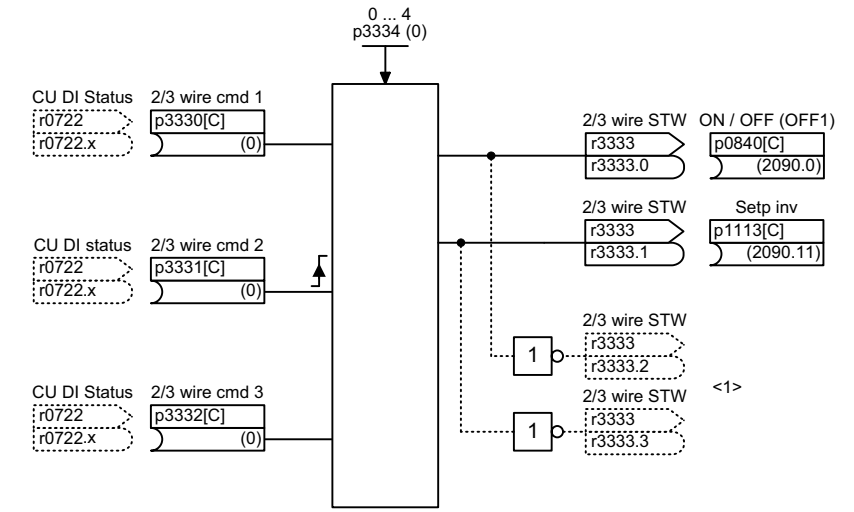 0 ... 4
p3334 (0)
CU DI Status 2/3 wire cmd 1
r0722 p3330[C]
r0722.x (0)
2/3 wire STW ON / OFF (OFF1)
r3333 p0840[C]
r3333.0 (2090.0)
2/3 wire STW Setp inv
r3333 p1113[C]
r3333.1 (2090.11)
CU DI status 2/3 wire cmd 2
r0722 p3331[C]
r0722.x (0)
2/3 wire STW
1 r3333
r3333.2
<1>
2/3 wire STW
1 r3333
r3333.3
CU DI Status 2/3 wire cmd 3
r0722 p3332[C]
r0722.x (0)